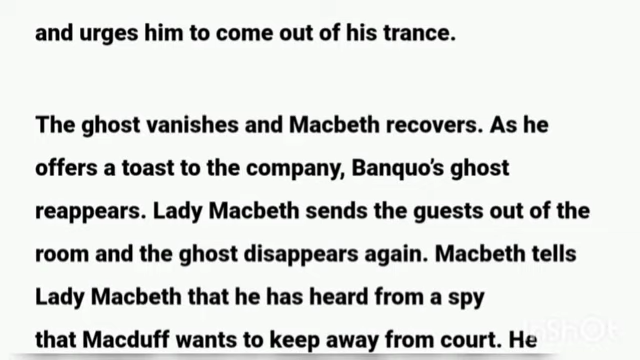 and urges him to come out of his trance.
The ghost vanishes and Macbeth recovers. As he
offers a toast to the company, Banquo’s ghost
reappears. Lady Macbeth sends the guests out of the
room and the ghost disappears again. Macbeth tells
Lady Macbeth that he has heard from a spy
that Macduff wants to keep away from court. He
InShot